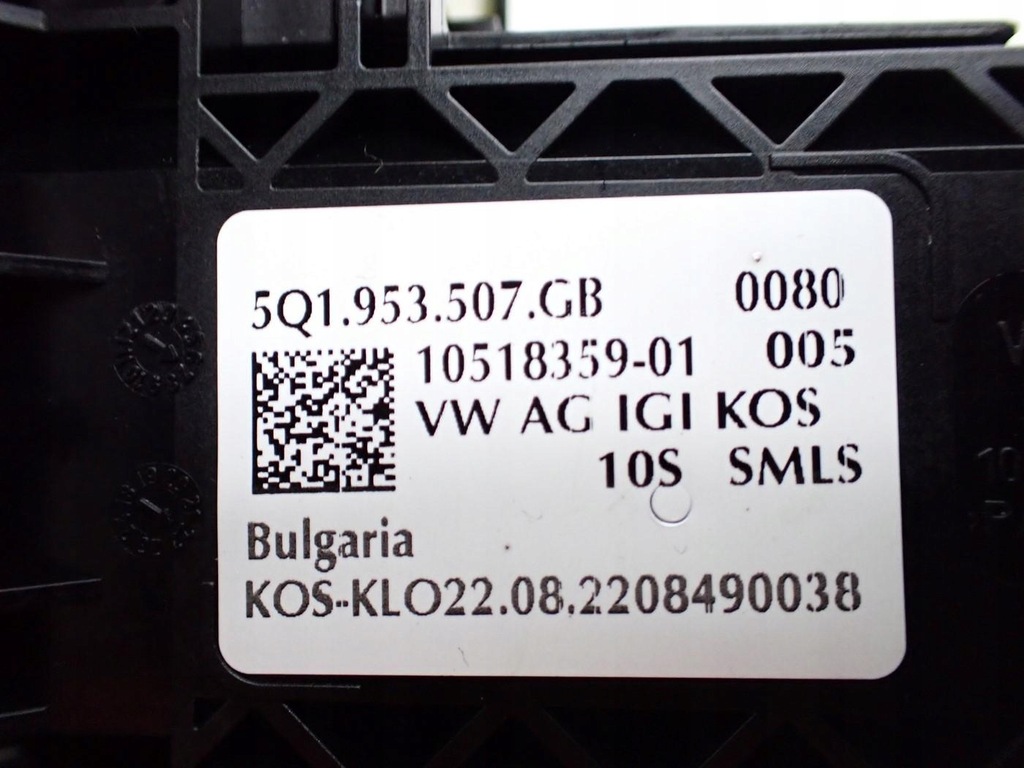 5Q1.953.507.GB 0080
10518359-01 005
VW AG IGI KOS
10S SMLS
Bulgaria
KOS-KLO22.08.2208490038